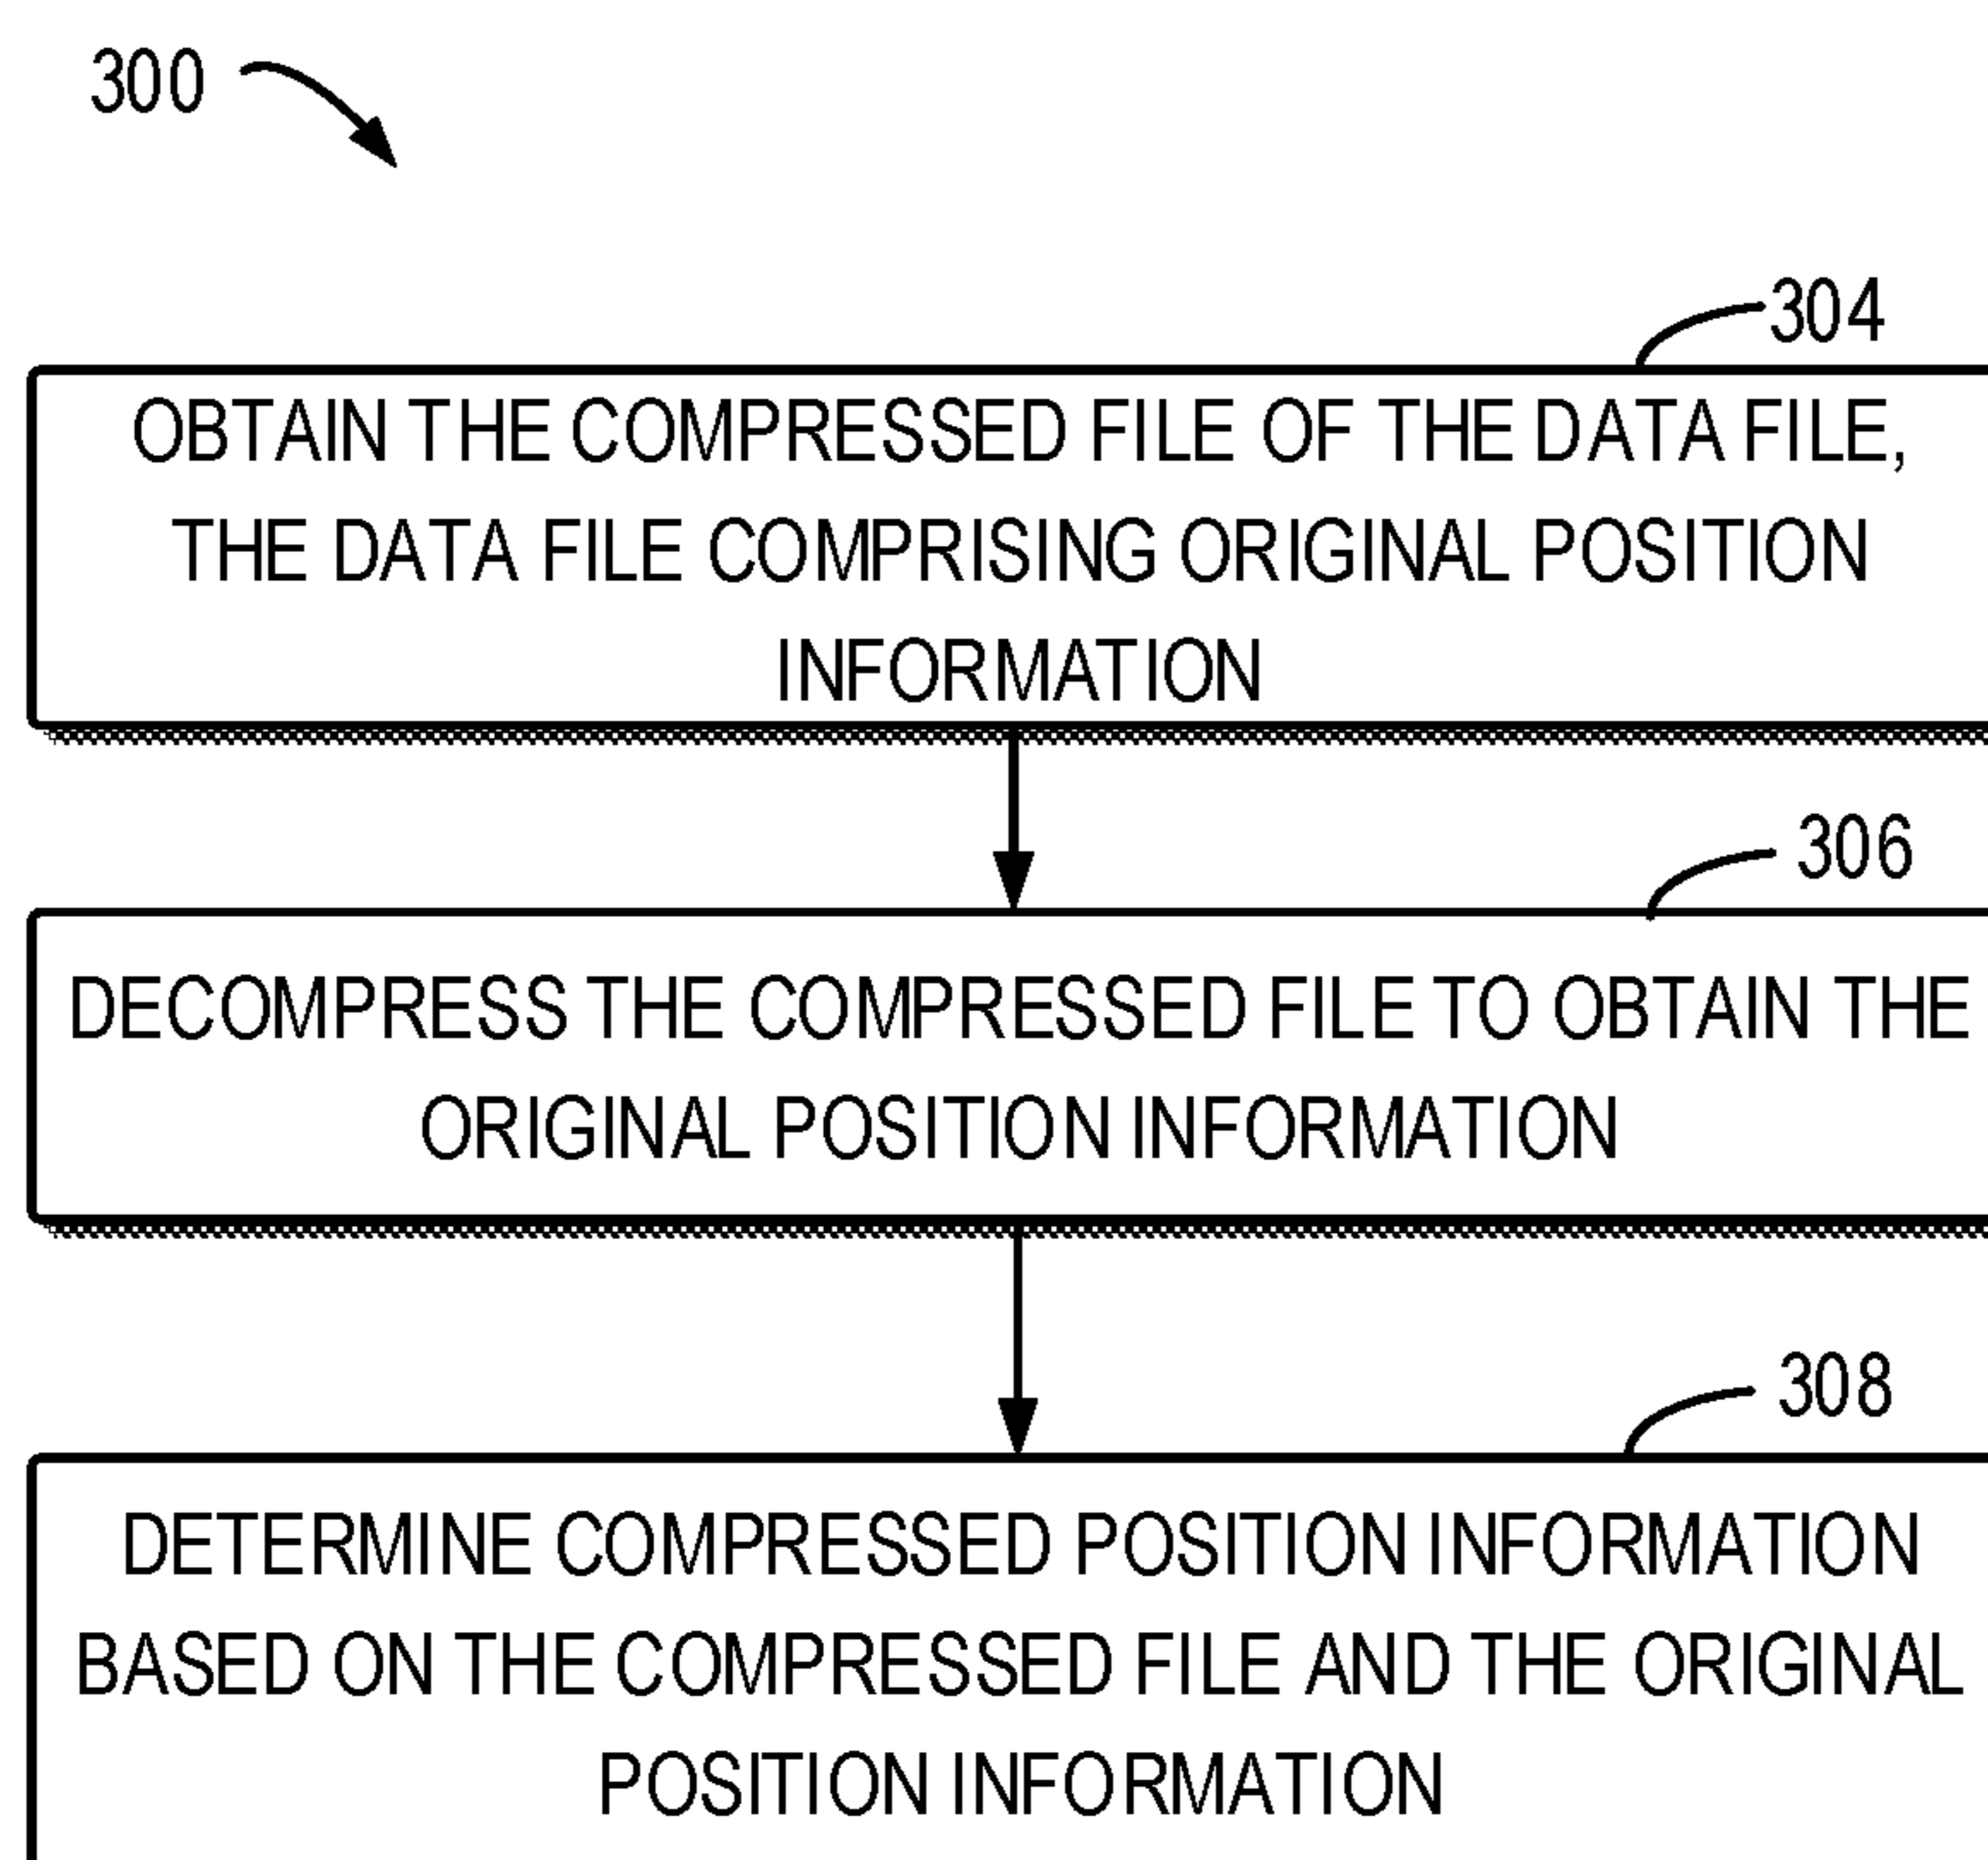 300
304
OBTAIN THE COMPRESSED FILE OF THE DATA FILE,
THE DATA FILE COMPRISING ORIGINAL POSITION
INFORMATION
306
DECOMPRESS THE COMPRESSED FILE TO OBTAIN THE
ORIGINAL POSITION INFORMATION
308
DETERMINE COMPRESSED POSITION INFORMATION
BASED ON THE COMPRESSED FILE AND THE ORIGINAL
POSITION INFORMATION